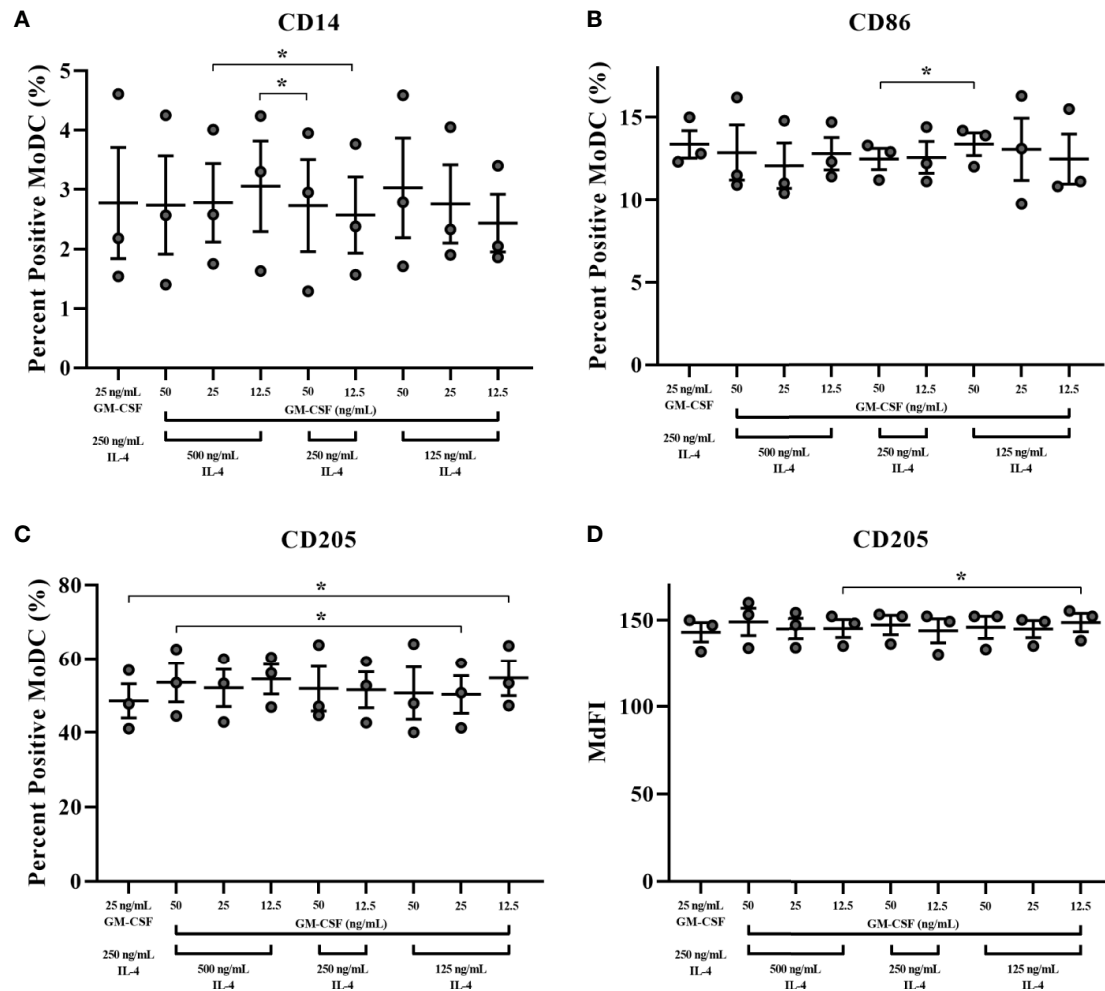 A
CD14
Percent Positive MoDC (%)
5
4
3
2
1
0
*
*
25 ng/mL
GM-CSF
50
25
12.5
50
12.5
50
25
12.5
GM-CSF (ng/mL)
250 ng/mL
IL-4
500 ng/mL
IL-4
250 ng/mL
IL-4
125 ng/mL
IL-4
B
CD86
Percent Positive MoDC (%)
15
10
5
0
*
25 ng/mL
GM-CSF
50
25
12.5
50
12.5
50
25
12.5
GM-CSF (ng/mL)
250 ng/mL
IL-4
500 ng/mL
IL-4
250 ng/mL
IL-4
125 ng/mL
IL-4
C
CD205
Percent Positive MoDC (%)
80
60
40
20
0
*
*
25 ng/mL
GM-CSF
50
25
12.5
50
12.5
50
25
12.5
GM-CSF (ng/mL)
250 ng/mL
IL-4
500 ng/mL
IL-4
250 ng/mL
IL-4
125 ng/mL
IL-4
D
CD205
MdFI
150
100
50
0
*
25 ng/mL
GM-CSF
50
25
12.5
50
12.5
50
25
12.5
GM-CSF (ng/mL)
250 ng/mL
IL-4
500 ng/mL
IL-4
250 ng/mL
IL-4
125 ng/mL
IL-4